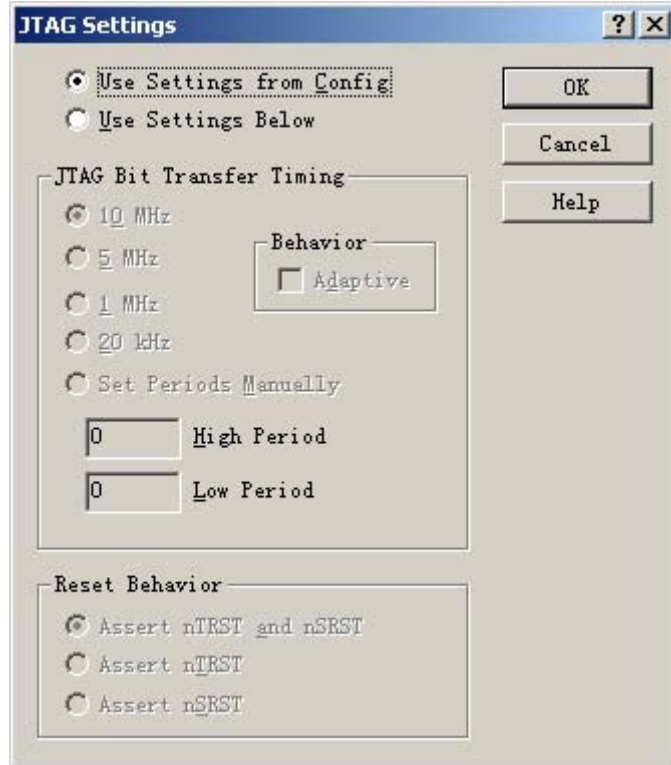 JTAG Settings
Use Settings from Config
Use Settings Below
OK
Cancel
Help
JTAG Bit Transfer Timing
10 MHz
5 MHz
1 MHz
20 kHz
Set Periods Manually
Behavior
Adaptive
0 High Period
0 Low Period
Reset Behavior
Assert nTRST and nSRST
Assert nTRST
Assert nSRST